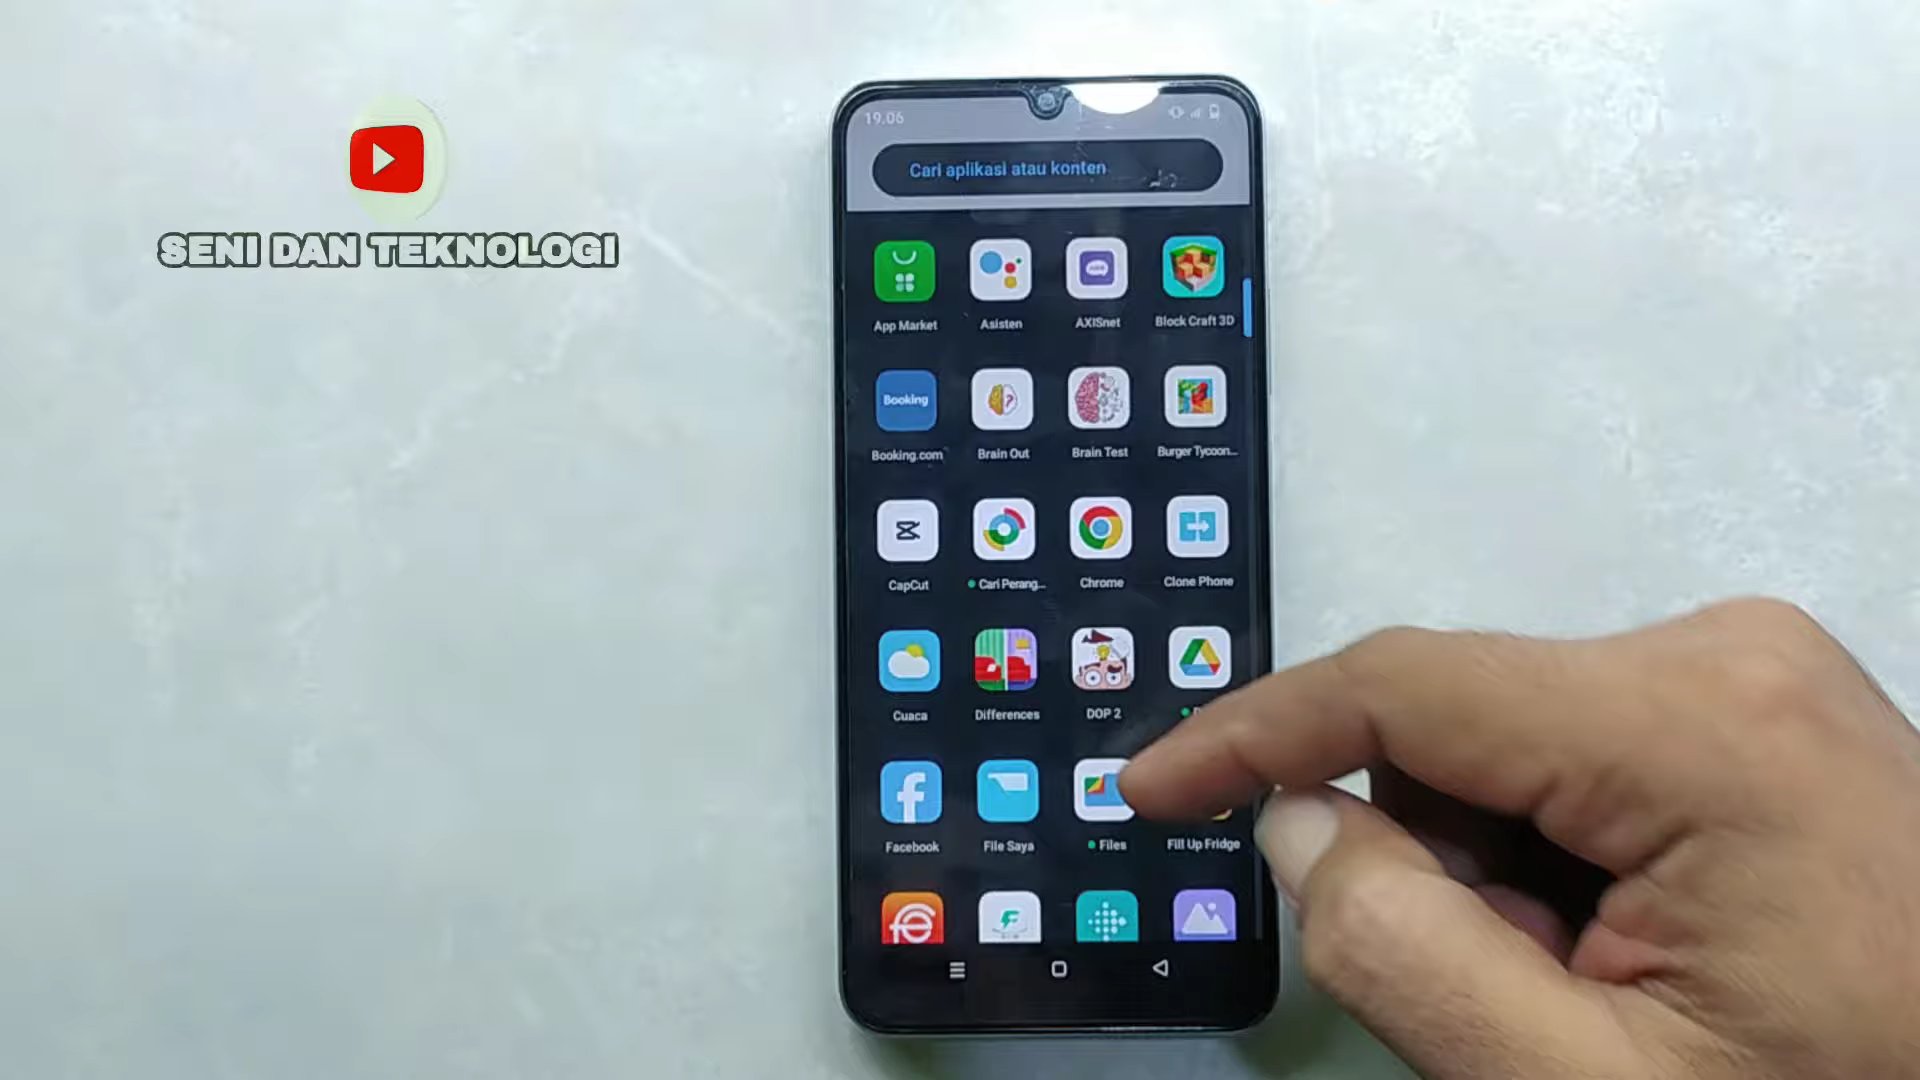 SENI DAN TEKNOLOGI
19.06
Cari aplikasi atau konten
App Market
Asisten
AXISnet
Block Craft 3D
Booking
Booking.com
Brain Out
Brain Test
Burger Tycoon...
CapCut
Cari Perang...
Chrome
Clone Phone
Cuaca
Differences
DOP 2
Facebook
File Saya
Files
Fill Up Fridge